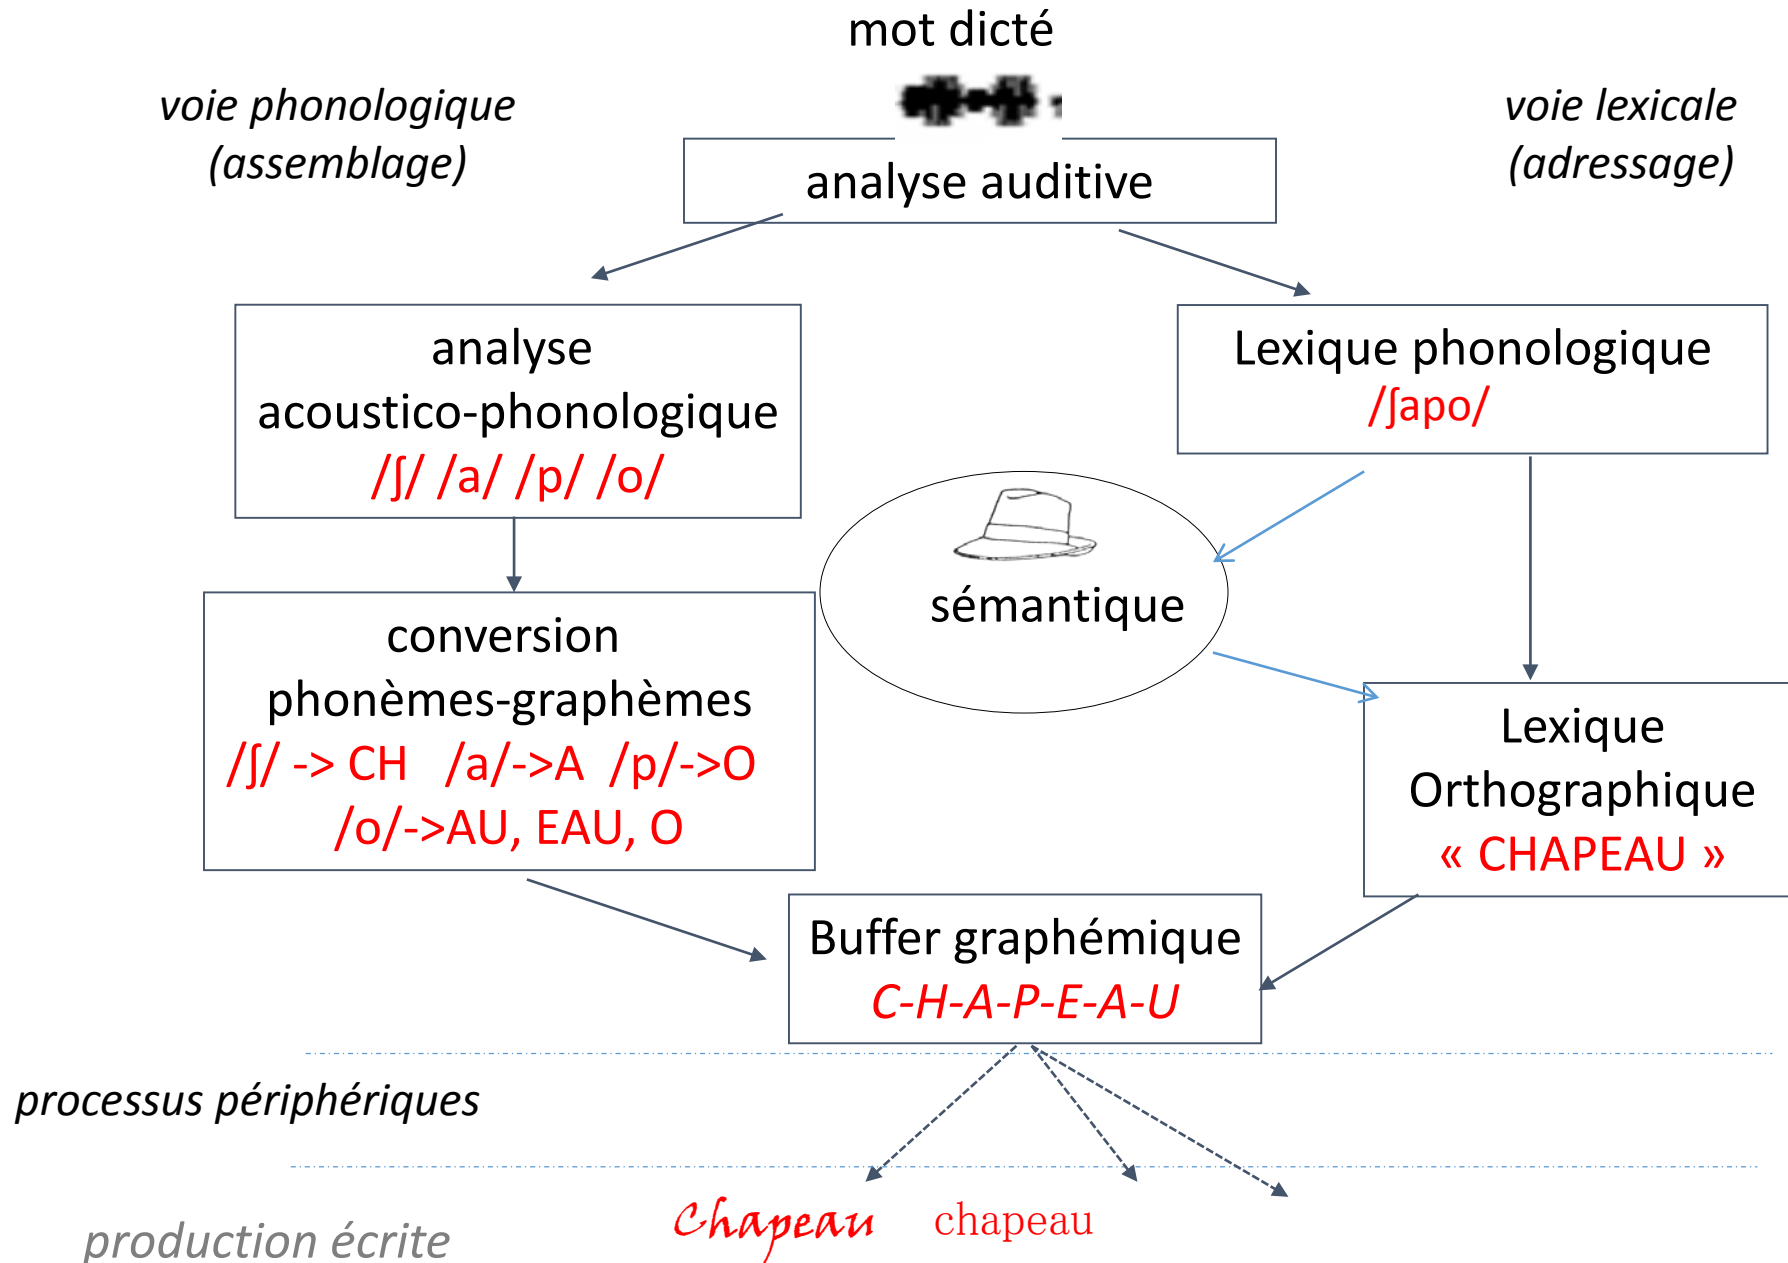 mot dicté
voie phonologique
(assemblage)
voie lexicale
(adressage)
analyse auditive
analyse
acoustico-phonologique
/ʃ/ /a/ /p/ /o/
Lexique phonologique
/ʃapo/
sémantique
conversion
phonèmes-graphèmes
/ʃ/ -> CH /a/->A /p/->O
/o/->AU, EAU, O
Lexique
Orthographique
« CHAPEAU »
Buffer graphémique
C-H-A-P-E-A-U
processus périphériques
Chapeau chapeau
production écrite